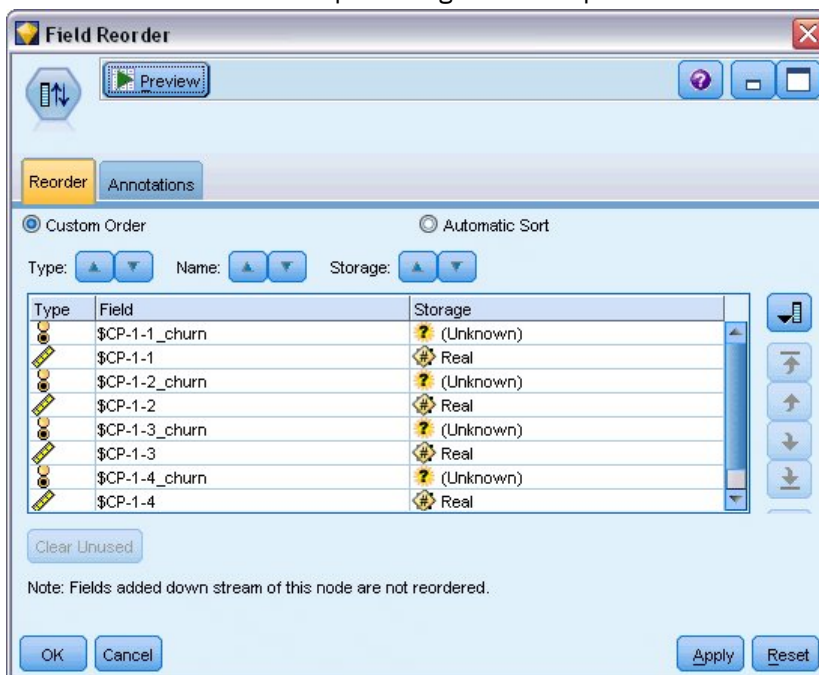 Field Reorder
Preview
Reorder Annotations
Custom Order Automatic Sort
Type: Name: Storage:
Type Field Storage
$CP-1-1_churn (Unknown)
$CP-1-1 Real
$CP-1-2_churn (Unknown)
$CP-1-2 Real
$CP-1-3_churn (Unknown)
$CP-1-3 Real
$CP-1-4_churn (Unknown)
$CP-1-4 Real
Clear Unused
Note: Fields added down stream of this node are not reordered.
OK Cancel Apply Reset